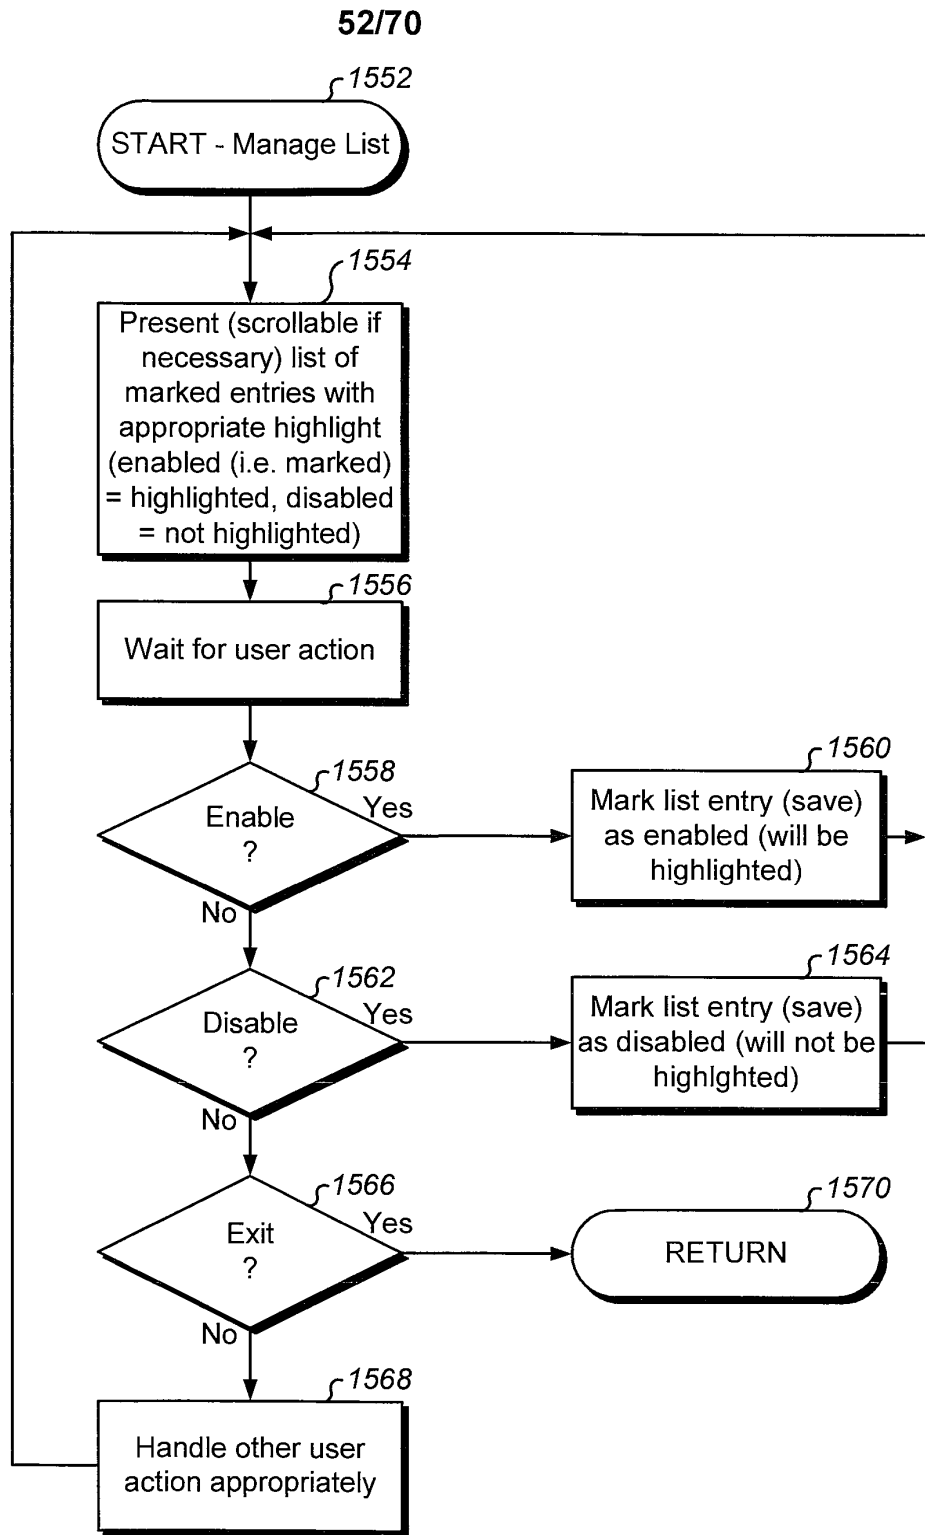 52/70
1552
START - Manage List
1554
Present (scrollable if
necessary) list of
marked entries with
appropriate highlight
(enabled (i.e. marked)
= highlighted, disabled
= not highlighted)
1556
Wait for user action
1558
Enable
?
Yes
No
1560
Mark list entry (save)
as enabled (will be
highlighted)
1562
Disable
?
Yes
No
1564
Mark list entry (save)
as disabled (will not be
highlghted)
1566
Exit
?
Yes
No
1570
RETURN
1568
Handle other user
action appropriately